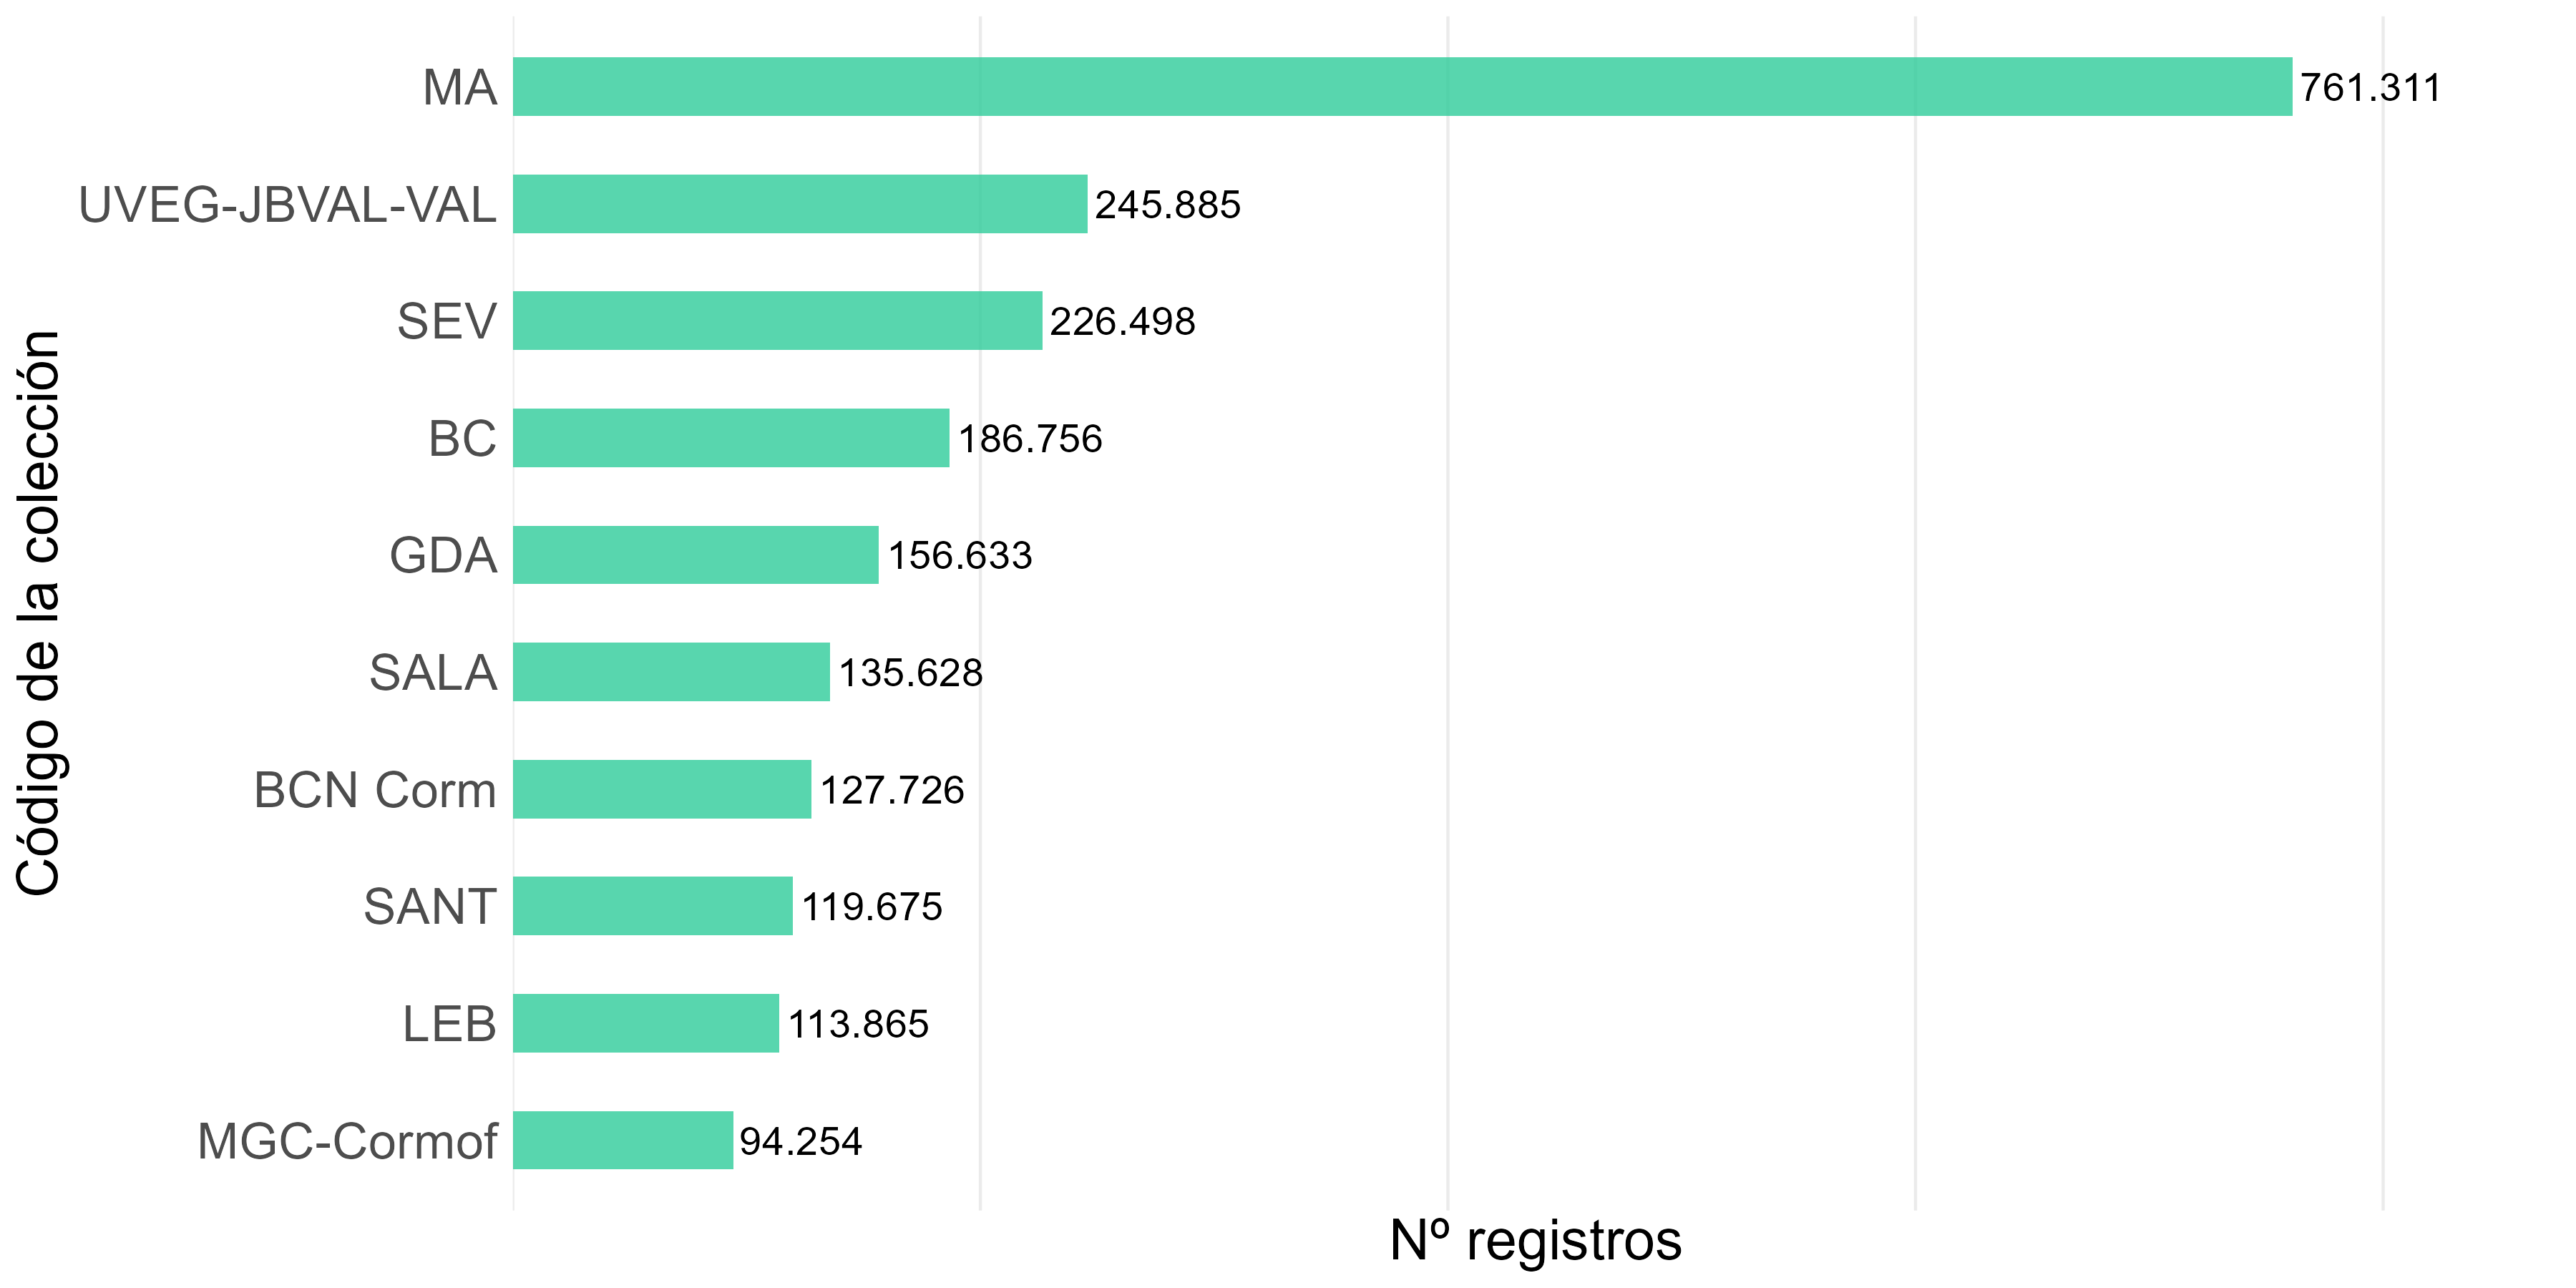 Código de la colección
MA 761.311
UVEG-JBVAL-VAL 245.885
SEV 226.498
BC 186.756
GDA 156.633
SALA 135.628
BCN Corm 127.726
SANT 119.675
LEB 113.865
MGC-Cormof 94.254
Nº registros